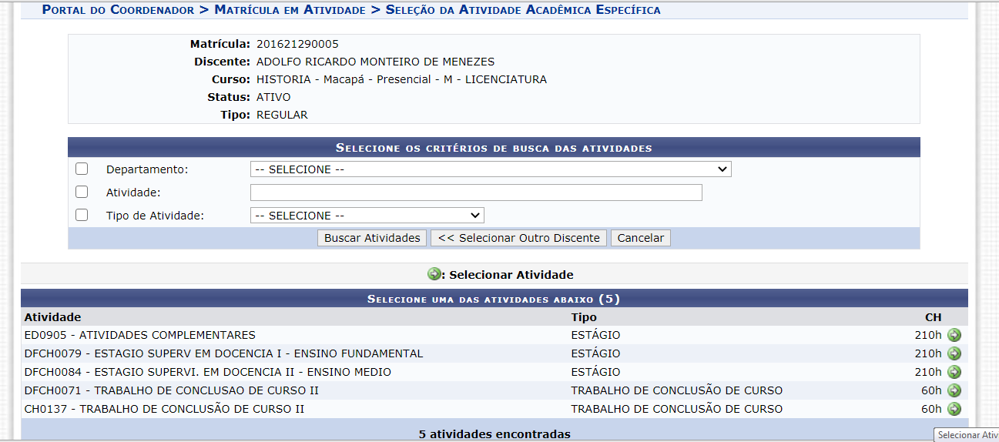 Portal do Coordenador > Matrícula em Atividade > Seleção da Atividade Acadêmica Específica
Matrícula: 201621290005
Discente: ADOLFO RICARDO MONTEIRO DE MENEZES
Curso: HISTORIA - Macapá - Presencial - M - LICENCIATURA
Status: ATIVO
Tipo: REGULAR
Selecione os critérios de busca das atividades
Departamento: -- SELECIONE --
Atividade:
Tipo de Atividade: -- SELECIONE --
Buscar Atividades << Selecionar Outro Discente Cancelar
: Selecionar Atividade
Selecione uma das atividades abaixo (5)
Atividade Tipo CH
ED0905 - ATIVIDADES COMPLEMENTARES ESTÁGIO 210h
DFCH0079 - ESTAGIO SUPERV EM DOCENCIA I - ENSINO FUNDAMENTAL ESTÁGIO 210h
DFCH0084 - ESTAGIO SUPERVI. EM DOCENCIA II - ENSINO MEDIO ESTÁGIO 210h
DFCH0071 - TRABALHO DE CONCLUSAO DE CURSO II TRABALHO DE CONCLUSÃO DE CURSO 60h
CH0137 - TRABALHO DE CONCLUSÃO DE CURSO II TRABALHO DE CONCLUSÃO DE CURSO 60h
5 atividades encontradas
Selecionar Ativ